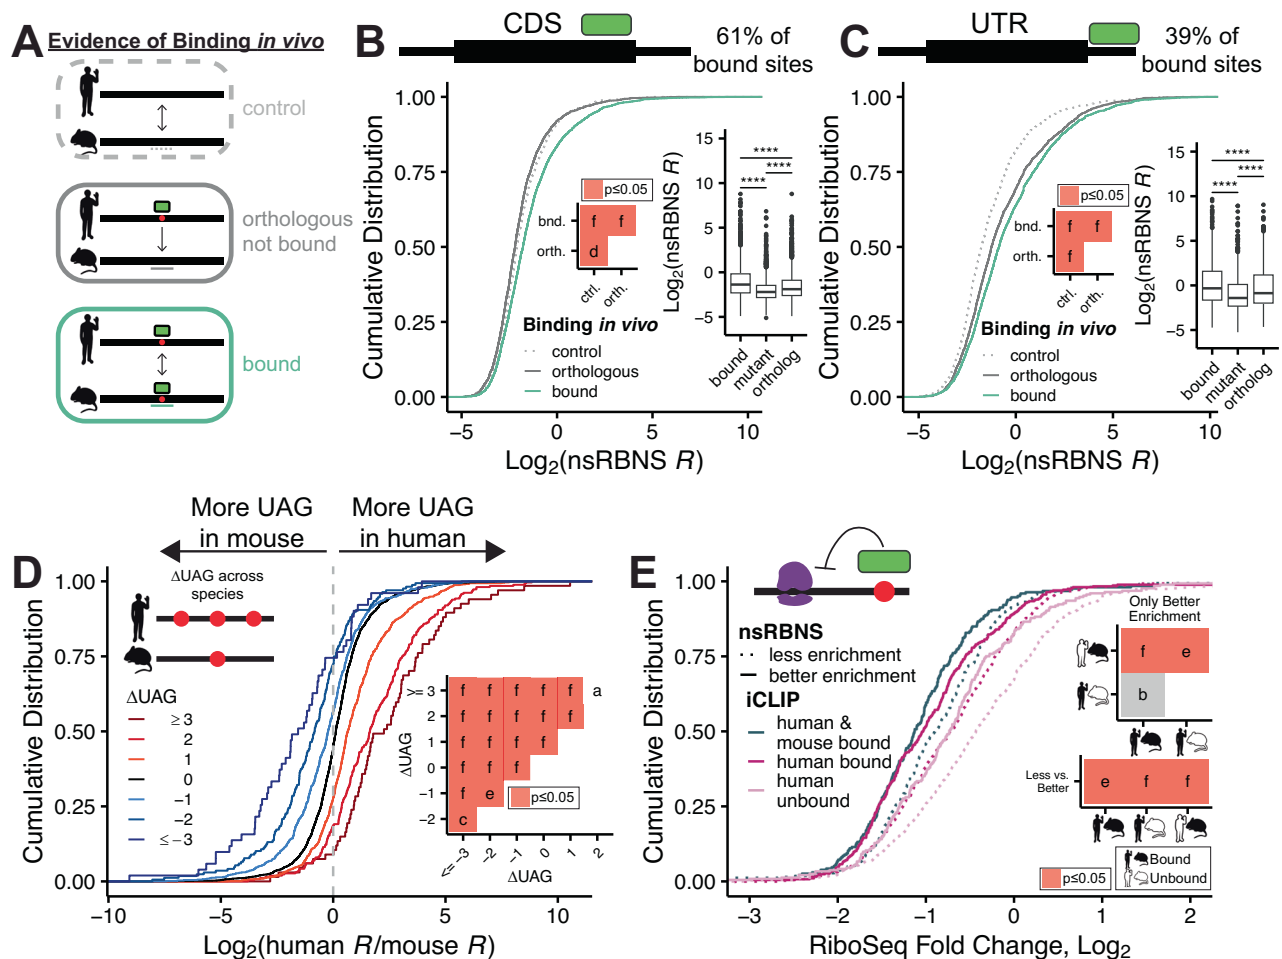 A Evidence of Binding in vivo
control
orthologous
not bound
bound
B CDS
61% of
bound sites
Cumulative Distribution
1.00
0.75
0.50
0.25
0.00
−5
0
5
10
Log2(nsRBNS R)
p≤0.05
bnd. f f
orth. d
ctrl. orth.
Binding in vivo
control
orthologous
bound
Log2(nsRBNS R)
15
10
5
0
−5
**** 
**** 
**** 
bound
mutant
ortholog
C UTR
39% of
bound sites
Cumulative Distribution
1.00
0.75
0.50
0.25
0.00
−5
0
5
10
Log2(nsRBNS R)
p≤0.05
bnd. f f
orth. f
ctrl. orth.
Binding in vivo
control
orthologous
bound
Log2(nsRBNS R)
15
10
5
0
−5
****
****
****
bound
mutant
ortholog
D
More UAG
in mouse
More UAG
in human
Cumulative Distribution
1.00
0.75
0.50
0.25
0.00
ΔUAG across
species
ΔUAG
≥3
2
1
0
−1
−2
≤−3
>= 3 f f f f f a
2 f f f f f
1 f f f f
0 f f f
−1 f e
−2 c
ΔUAG
p≤0.05
<−3 −2 −1 0 1 2
ΔUAG
−10 −5 0 5 10
Log2(human R/mouse R)
E
Cumulative Distribution
1.00
0.75
0.50
0.25
0.00
nsRBNS
less enrichment
better enrichment
iCLIP
human &
mouse bound
human bound
human
unbound
Only Better
Enrichment
f e
b
Less vs.
Better
e f f
p≤0.05
Bound
Unbound
−3 −2 −1 0 1 2
RiboSeq Fold Change, Log2